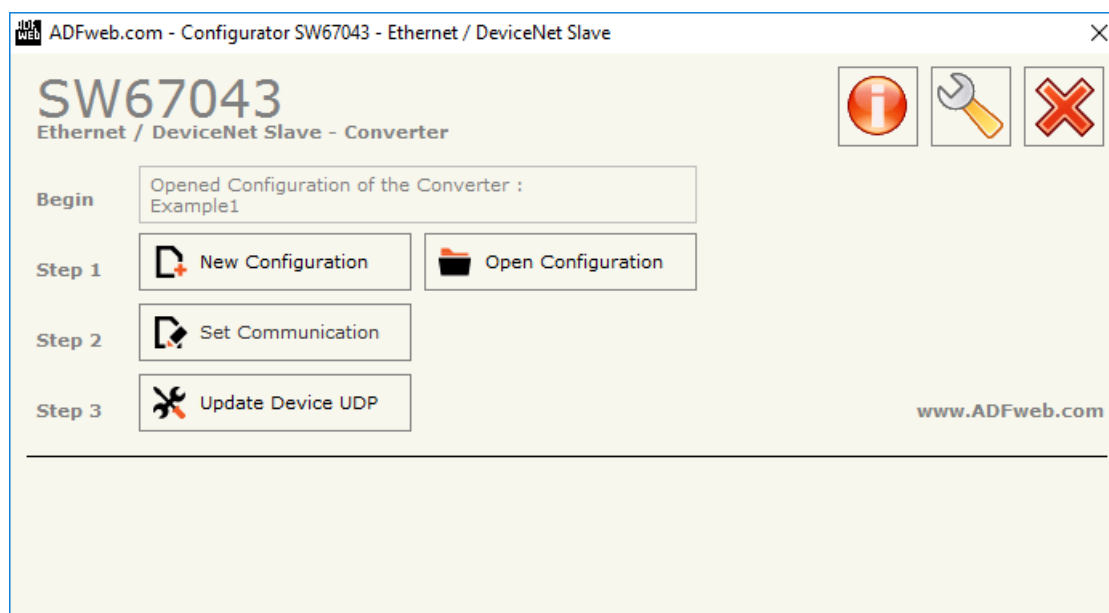 ADFweb.com - Configurator SW67043 - Ethernet / DeviceNet Slave
SW67043
Ethernet / DeviceNet Slave - Converter
Begin
Opened Configuration of the Converter :
Example1
Step 1
New Configuration
Open Configuration
Step 2
Set Communication
Step 3
Update Device UDP
www.ADFweb.com